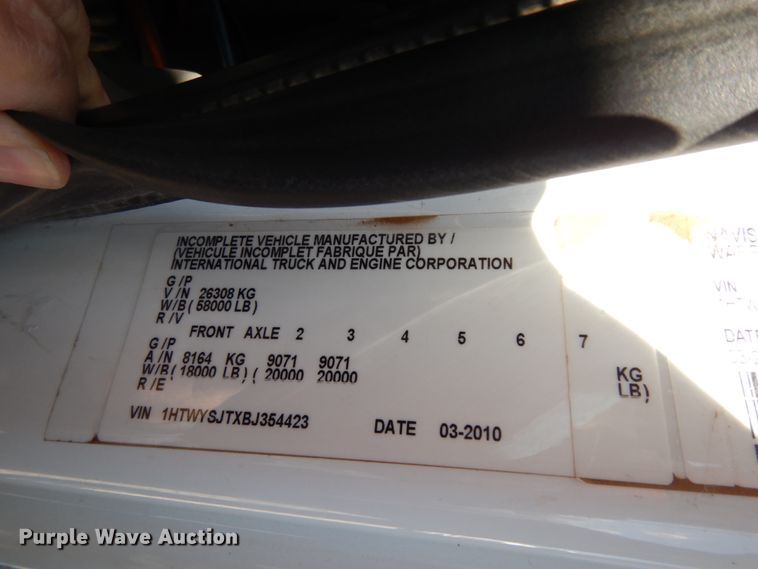 INCOMPLETE VEHICLE MANUFACTURED BY /
(VEHICULE INCOMPLET FABRIQUE PAR)
INTERNATIONAL TRUCK AND ENGINE CORPORATION
G /P
V / N 26308 KG
W/B ( 58000 LB)
R /V
FRONT AXLE 2 3 4 5 6 7
G /P
A / N 8164 KG 9071 9071 KG
W/B ( 18000 LB) ( 20000 20000 LB)
R / E
VIN 1HTWYSJTXBJ354423 DATE 03-2010
VIN
Purple Wave Auction